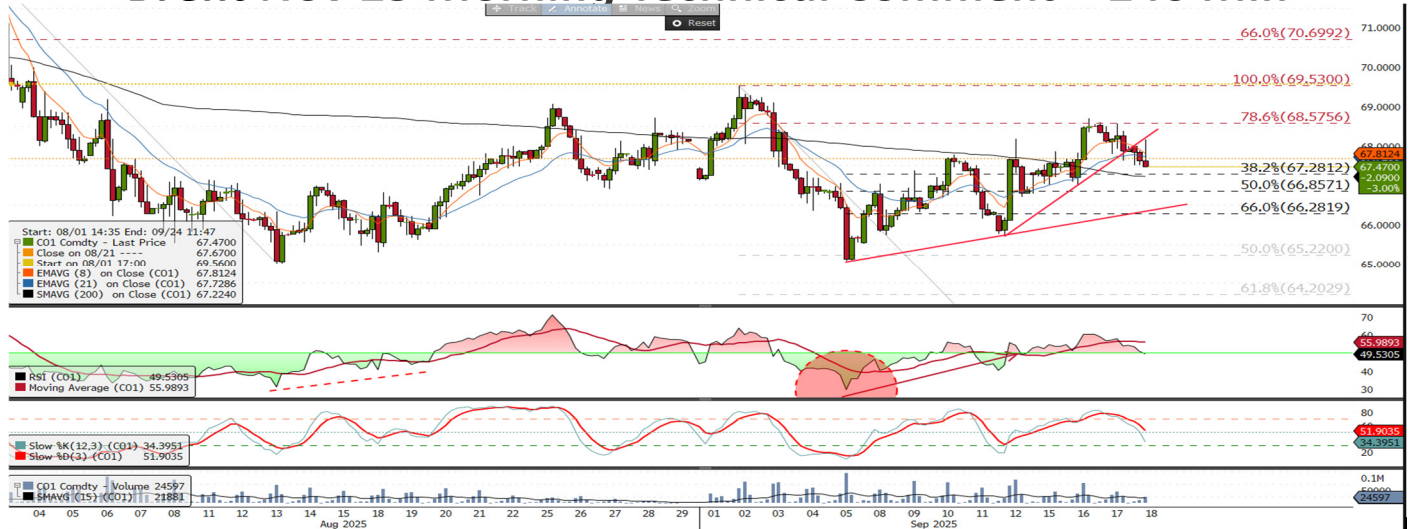 Track Annotate News Zoom
Reset
71.0000
66.0%(70.6992)
70.0000
100.0%(69.5300)
69.0000
78.6%(68.5756)
68.0000
67.8124
38.2%(67.2812)
67.4700
-2.0900
-3.00%
50.0%(66.8571)
66.0%(66.2819)
66.0000
50.0%(65.2200)
65.0000
61.8%(64.2029)
Start: 08/01 14:35 End: 09/24 11:47
CO1 Comdty - Last Price 67.4700
Close on 08/21 ---- 67.6700
Start on 08/01 17:00 69.5600
EMAVG (8) on Close (CO1) 67.8124
EMAVG (21) on Close (CO1) 67.7286
SMAVG (200) on Close (CO1) 67.2240
70
60
55.9893
49.5305
40
30
RSI (CO1) 49.5305
Moving Average (CO1) 55.9893
80
60
51.9035
34.3951
20
Slow %K(12,3) (CO1) 34.3951
Slow %D(3) (CO1) 51.9035
0.1M
50000
24597
CO1 Comdty - Volume 24597
SMAVG (15) (CO1) 21881
04 05 06 07 08 11 12 13 14 15 18 19 20 21 22 25 26 27 28 29 01 02 03 04 05 08 09 10 11 12 15 16 17 18
Aug 2025 Sep 2025